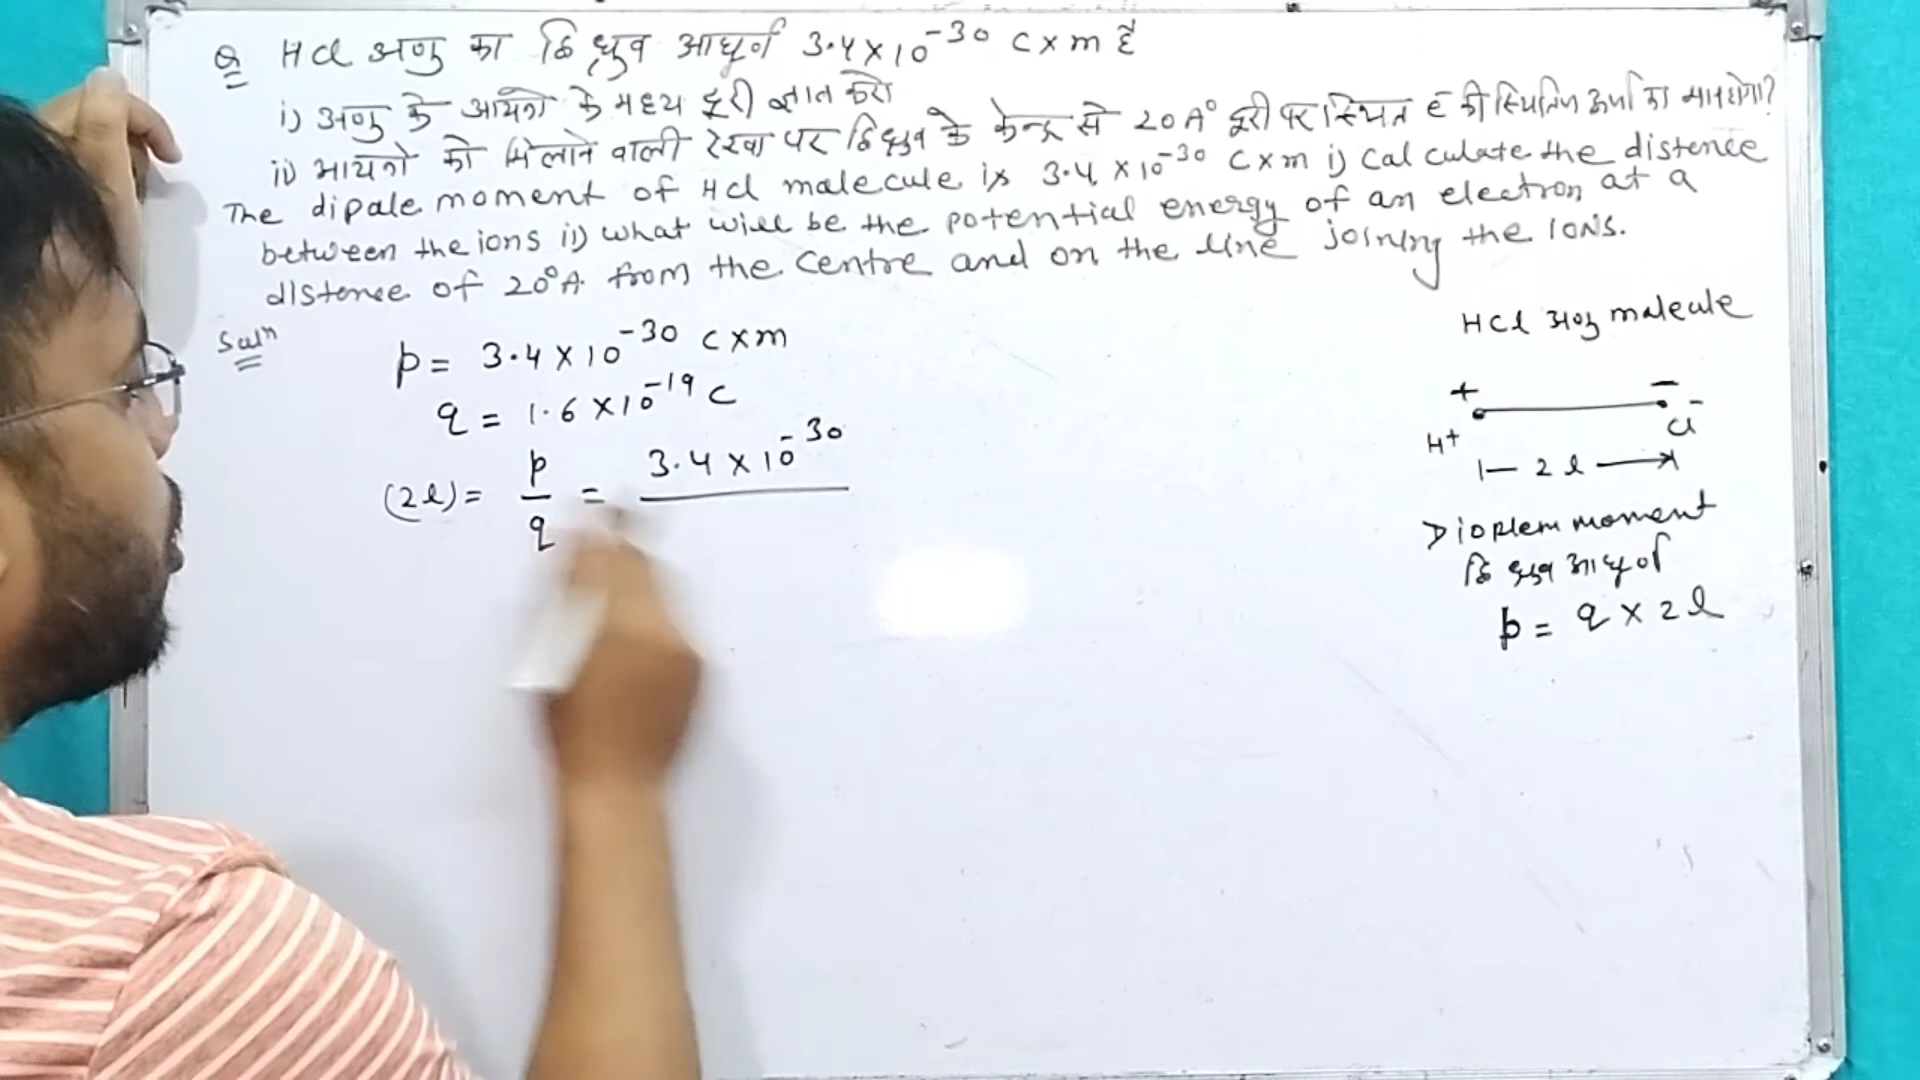 Q HCl अणु का द्विध्रुव आघूर्ण 3.4×10⁻³⁰ C×m है
i) अणु के आयनो के मध्य दूरी ज्ञात करो
ii) आयनो को मिलाने वाली रेखा पर द्विध्रुव के केन्द्र से 20A° दूरी पर स्थित e⁻ की स्थितिज ऊर्जा का मान होगा?
The dipale moment of HCl malecule is 3.4×10⁻³⁰ C×m i) Calculate the distence
between the ions ii) what will be the potential energy of an electron at a
distence of 20°A from the centre and on the line joining the IONS.
Solⁿ
p = 3.4×10⁻³⁰ C×m
q = 1.6×10⁻¹⁹ C
(2l) = p/q = 3.4×10⁻³⁰
HCl अणु malecule
+ −
H⁺ Cl⁻
2l
Dioplem moment
द्विध्रुव आघूर्ण
p = q×2l